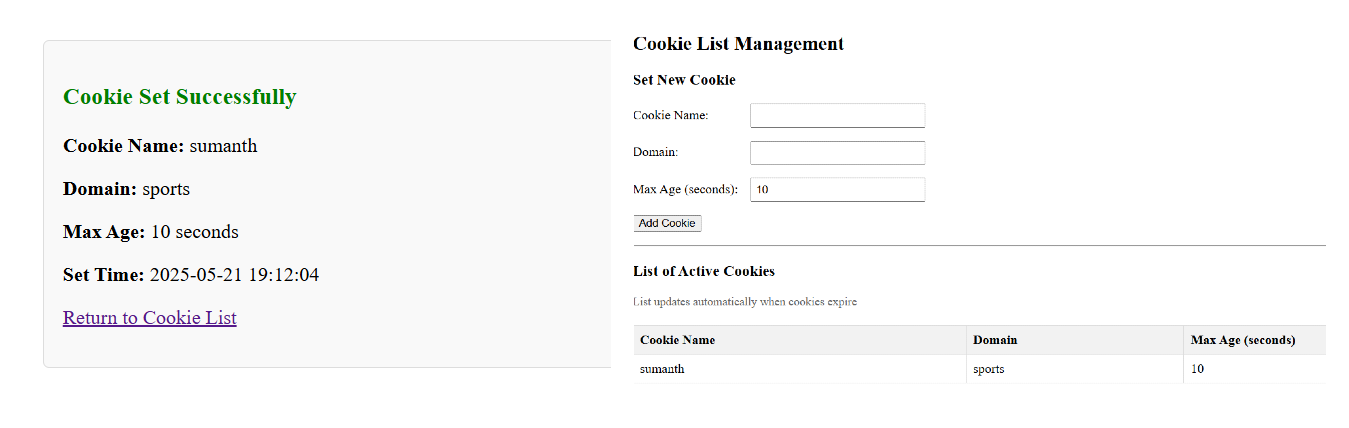 Cookie Set Successfully
Cookie Name: sumanth
Domain: sports
Max Age: 10 seconds
Set Time: 2025-05-21 19:12:04
Return to Cookie List
Cookie List Management
Set New Cookie
Cookie Name:
Domain:
Max Age (seconds): 10
Add Cookie
List of Active Cookies
List updates automatically when cookies expire
Cookie Name Domain Max Age (seconds)
sumanth sports 10